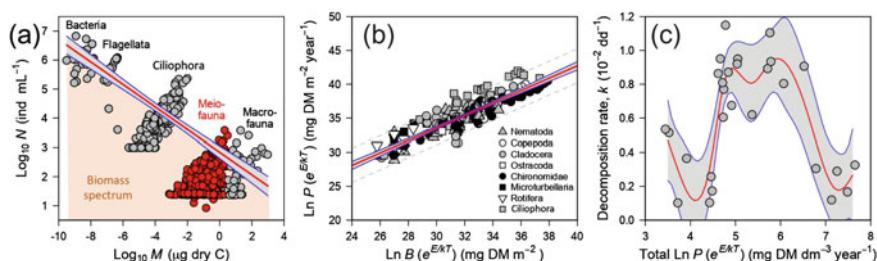 (a)
Log10 N (ind mL⁻¹)
7
6
5
4
3
2
1
Bacteria
Flagellata
Ciliophora
Meio-
fauna
Macro-
fauna
Biomass
spectrum
-10 -8 -6 -4 -2 0 2 4
Log10 M (µg dry C)
(b)
Ln P (e^E/kT) (mg DM m⁻² year⁻¹)
50
45
40
35
30
25
20
Nematoda
Copepoda
Cladocera
Ostracoda
Chironomidae
Microturbellaria
Rotifera
Ciliophora
24 26 28 30 32 34 36 38 40
Ln B (e^E/kT) (mg DM m⁻²)
(c)
Decomposition rate, k (10⁻² dd⁻¹)
1.2
1.0
0.8
0.6
0.4
0.2
0.0
3 4 5 6 7 8
Total Ln P (e^E/kT) (mg DM dm⁻³ year⁻¹)